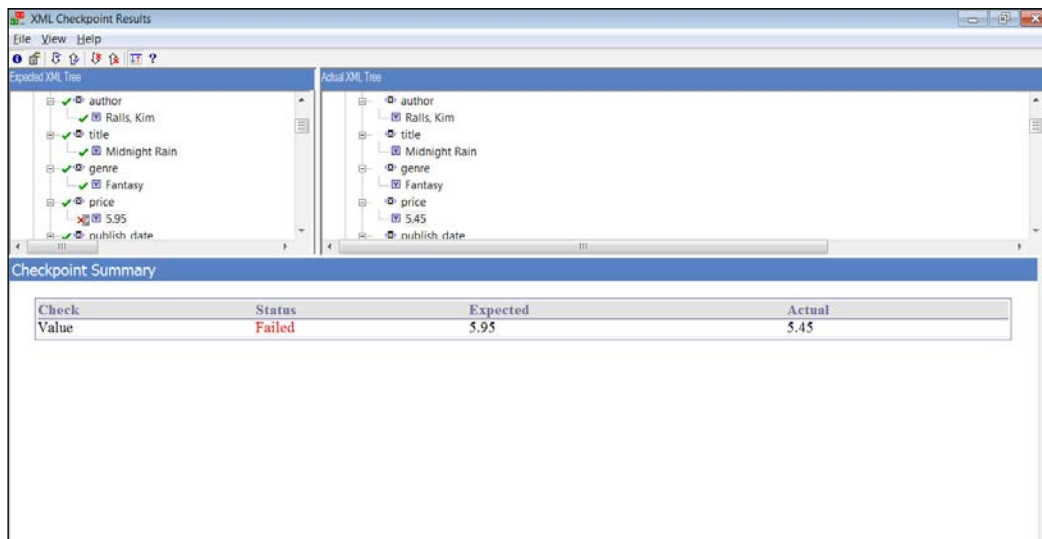 XML Checkpoint Results
File View Help
Expected XML Tree
Actual XML Tree
author
Ralls, Kim
title
Midnight Rain
genre
Fantasy
price
5.95
publish_date
author
Ralls, Kim
title
Midnight Rain
genre
Fantasy
price
5.45
publish_date
Checkpoint Summary
Check Status Expected Actual
Value Failed 5.95 5.45